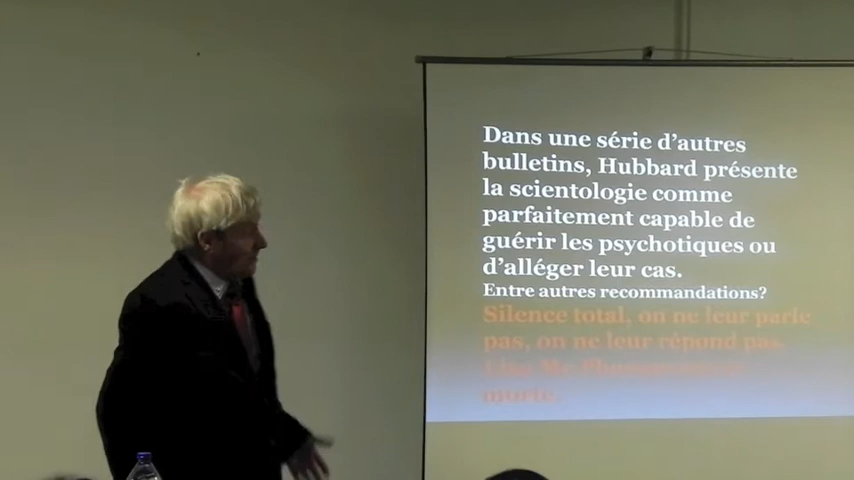 Dans une série d'autres
bulletins, Hubbard présente
la scientologie comme
parfaitement capable de
guérir les psychotiques ou
d'alléger leur cas.
Entre autres recommandations?
Silence total, on ne leur parle
pas, on ne leur répond pas.
morte.